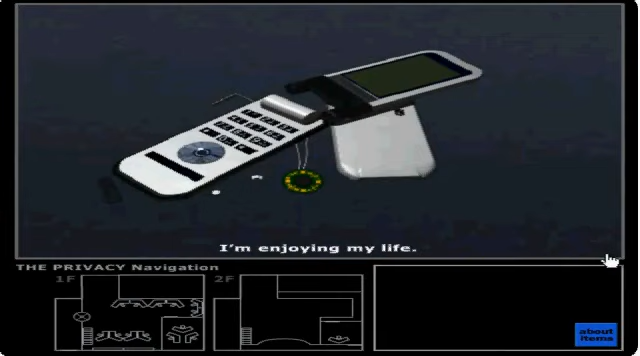 I'm enjoying my life.
THE PRIVACY Navigation
1F
2F
about
items